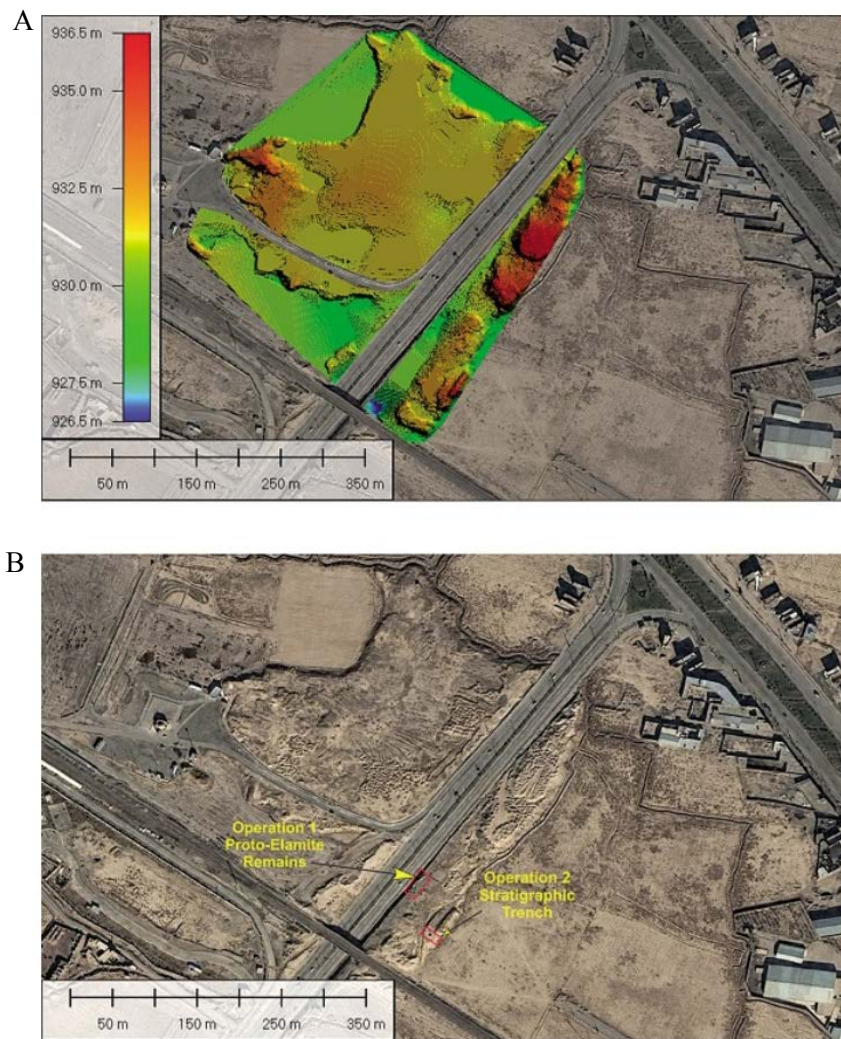 A
936.5 m
935.0 m
932.5 m
930.0 m
927.5 m
926.5 m
50 m
150 m
250 m
350 m
B
Operation 1
Proto-Elamite
Remains
Operation 2
Stratigraphic
Trench
50 m
150 m
250 m
350 m